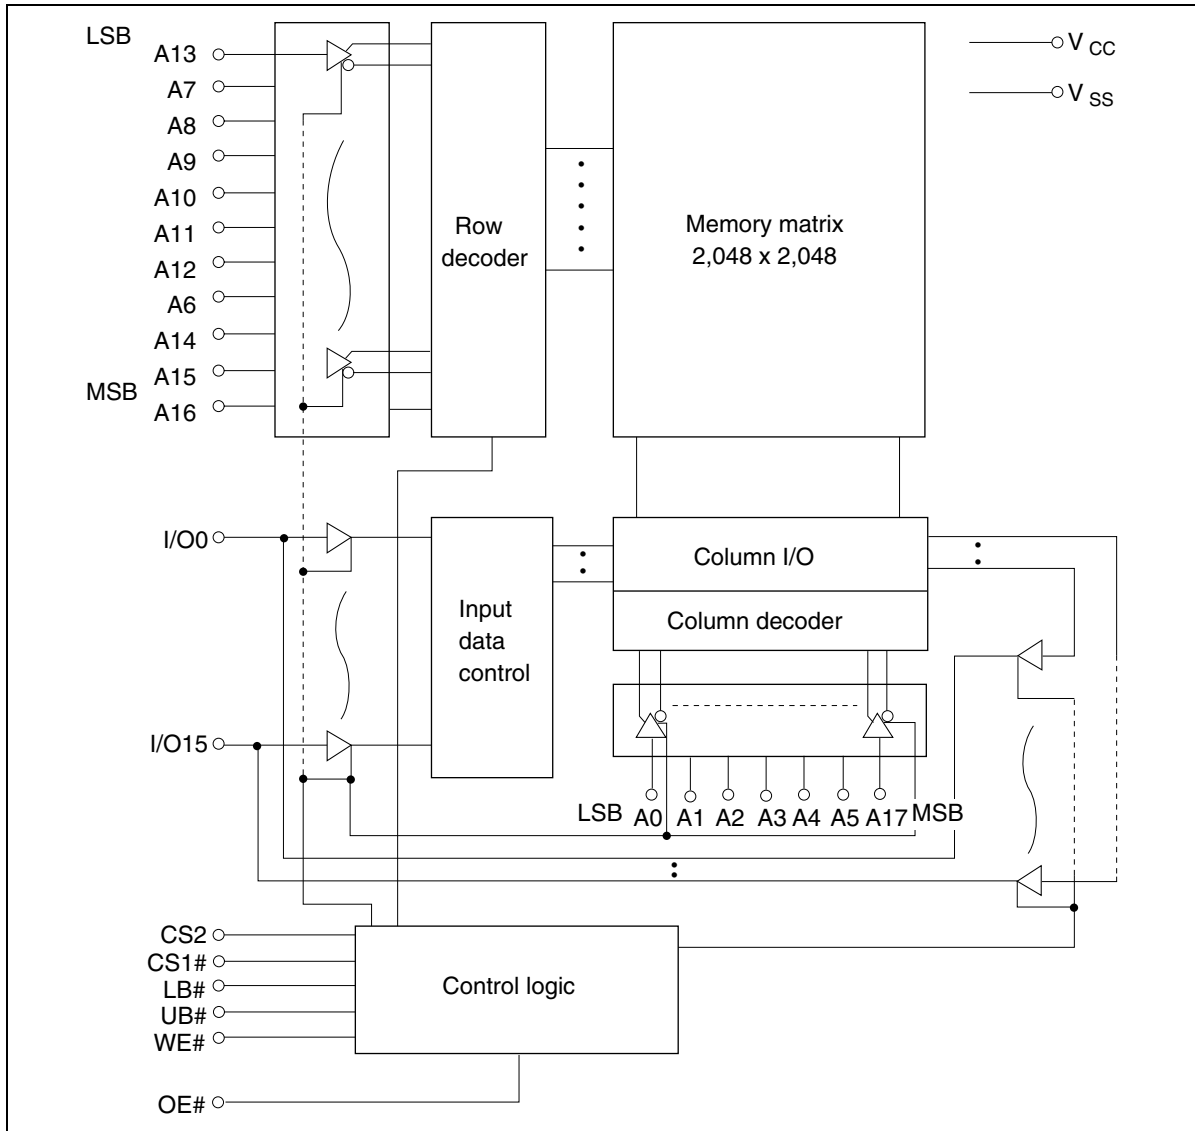 LSB
A13
A7
A8
A9
A10
A11
A12
A6
A14
A15
MSB
A16
Row
decoder
Memory matrix
2,048 x 2,048
V CC
V SS
I/O0
I/O15
Input
data
control
Column I/O
Column decoder
LSB A0 A1 A2 A3 A4 A5 A17 MSB
CS2
CS1#
LB#
UB#
WE#
OE#
Control logic